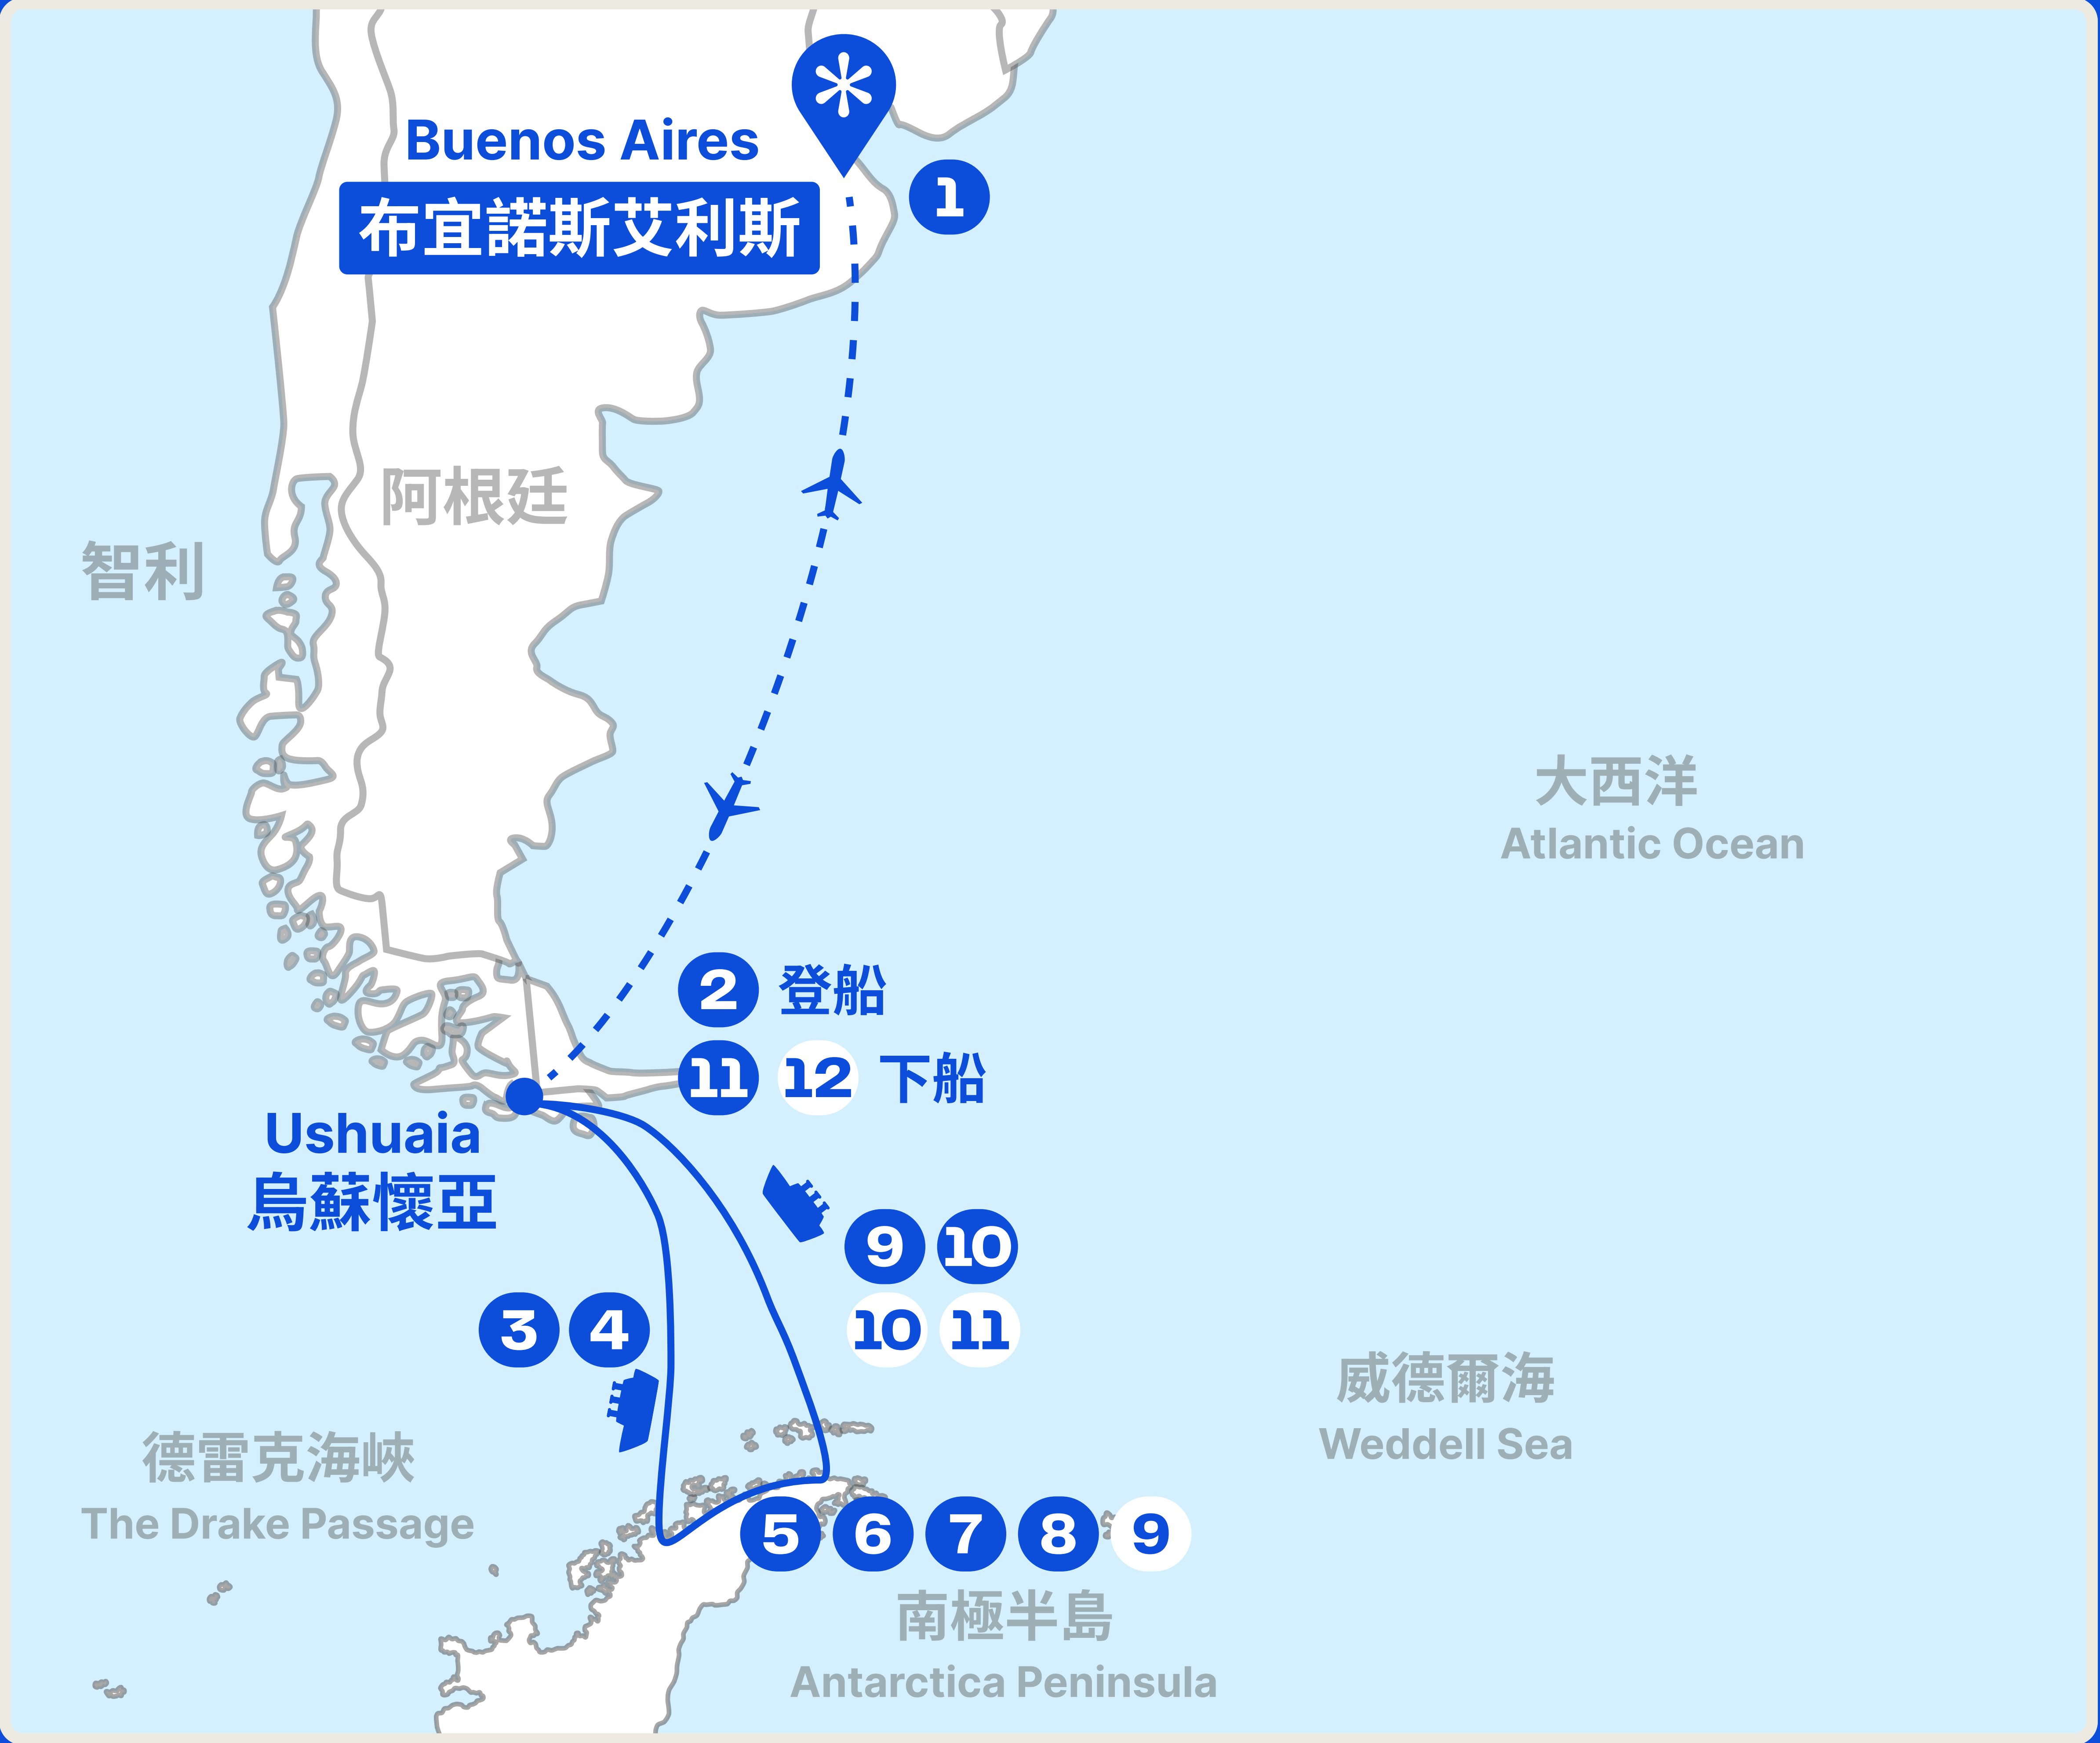 Buenos Aires
布宜諾斯艾利斯
1
阿根廷
智利
大西洋
Atlantic Ocean
2 登船
11 12 下船
Ushuaia
烏蘇懷亞
9 10
10 11
3 4
威德爾海
Weddell Sea
德雷克海峽
The Drake Passage
5 6 7 8 9
南極半島
Antarctica Peninsula